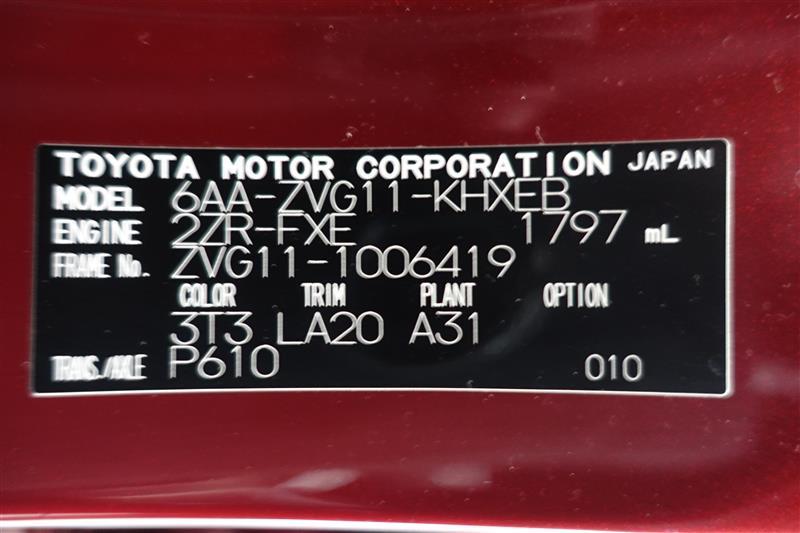 TOYOTA MOTOR CORPORATION JAPAN
MODEL 6AA-ZVG11-KHXEB
ENGINE 2ZR-FXE 1797 mL
FRAME No. ZVG11-1006419
COLOR TRIM PLANT OPTION
3T3 LA20 A31
TRANS./AXLE P610 010